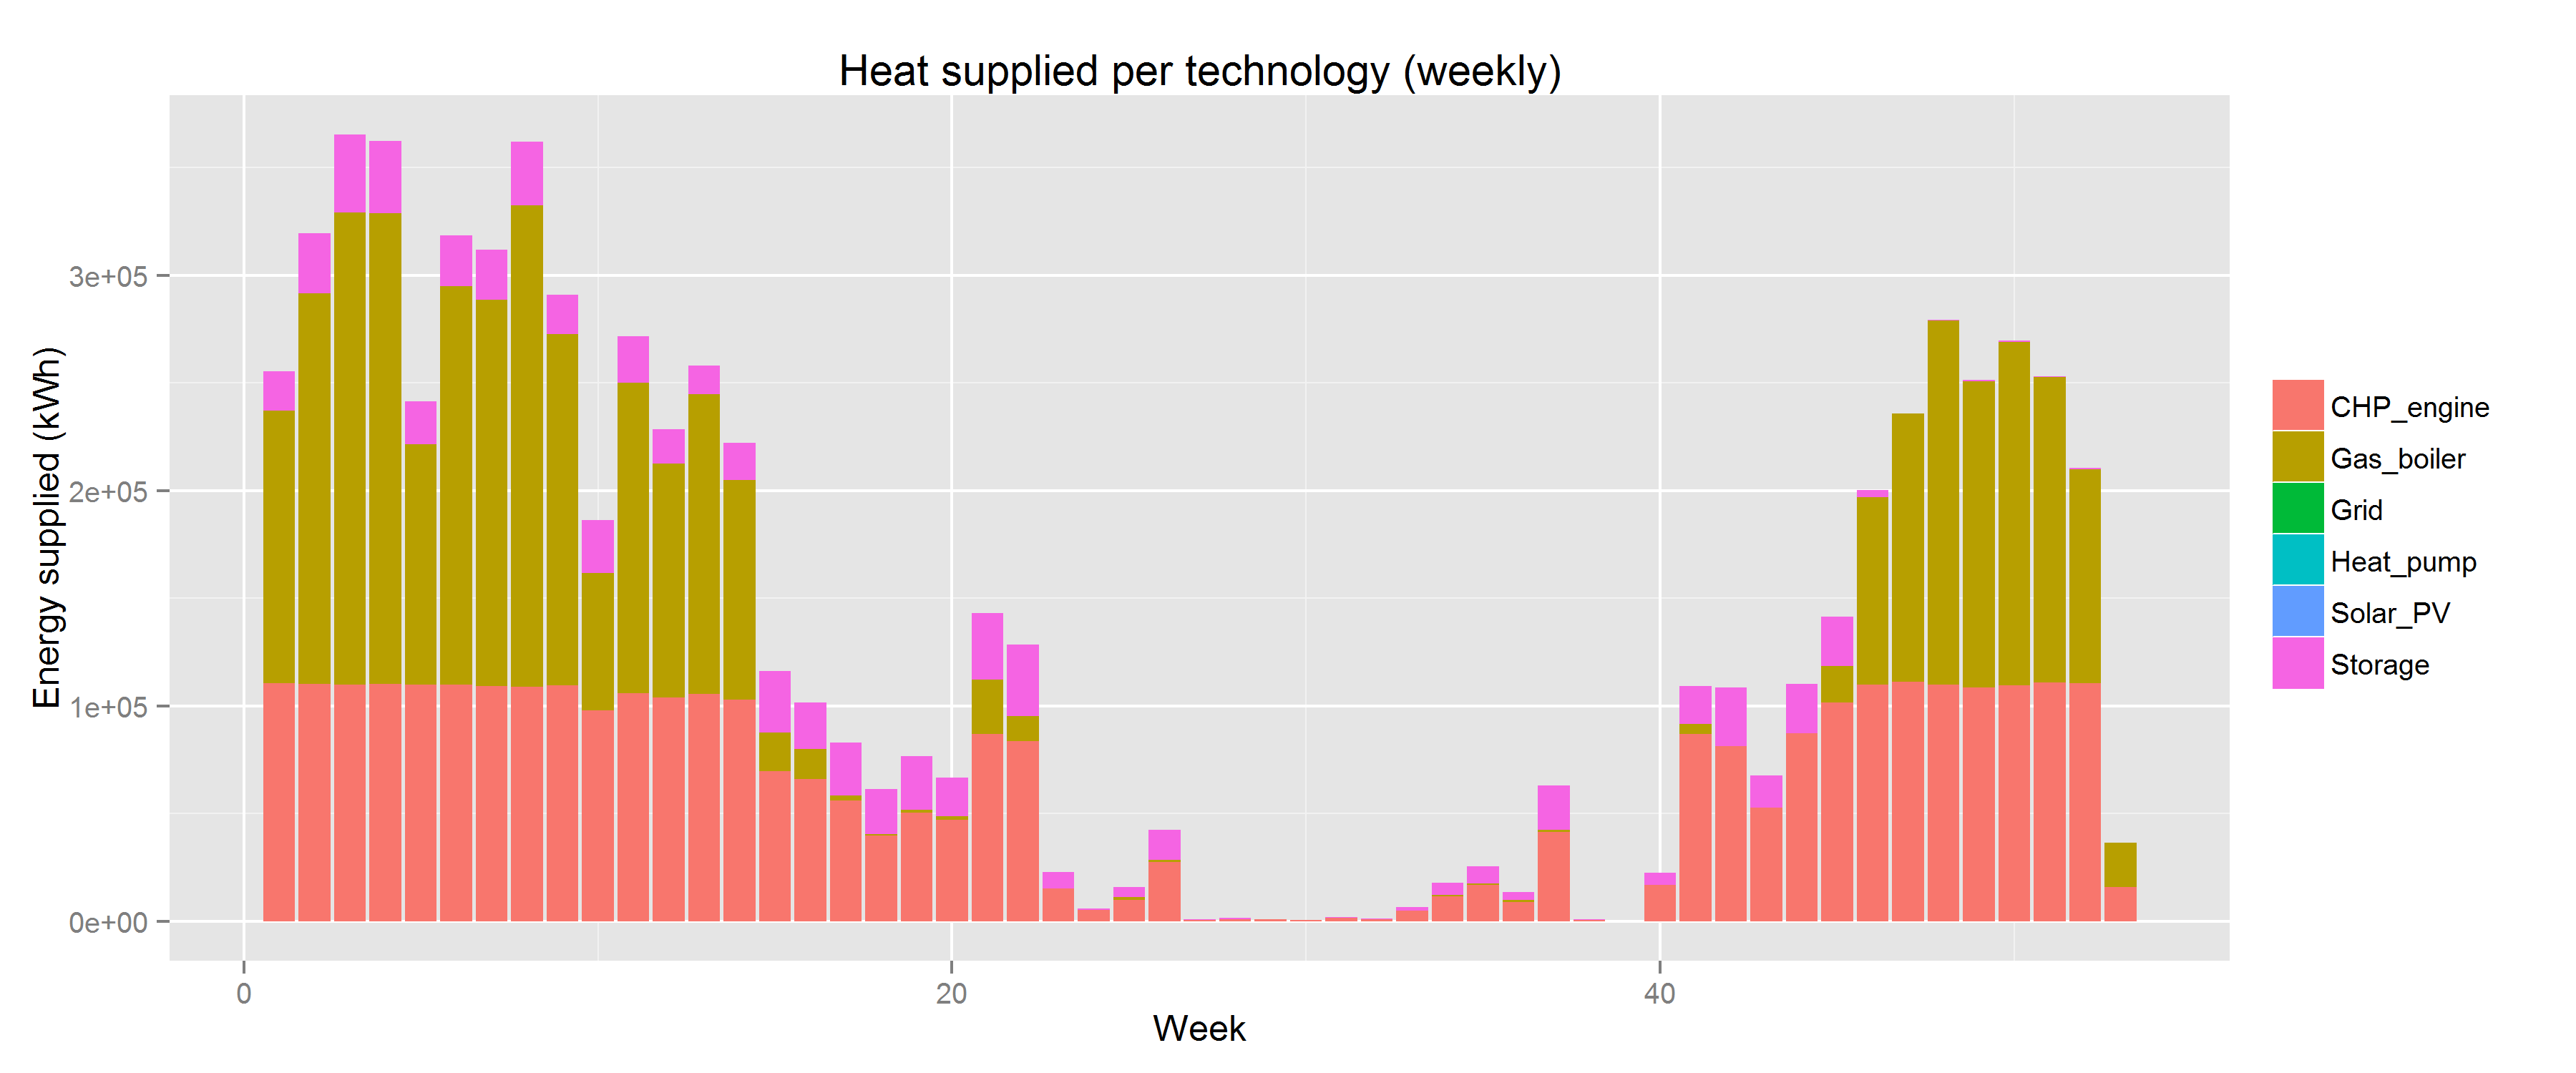 Heat supplied per technology (weekly)
Energy supplied (kWh)
3e+05
2e+05
1e+05
0e+00
0
20
40
Week
CHP_engine
Gas_boiler
Grid
Heat_pump
Solar_PV
Storage